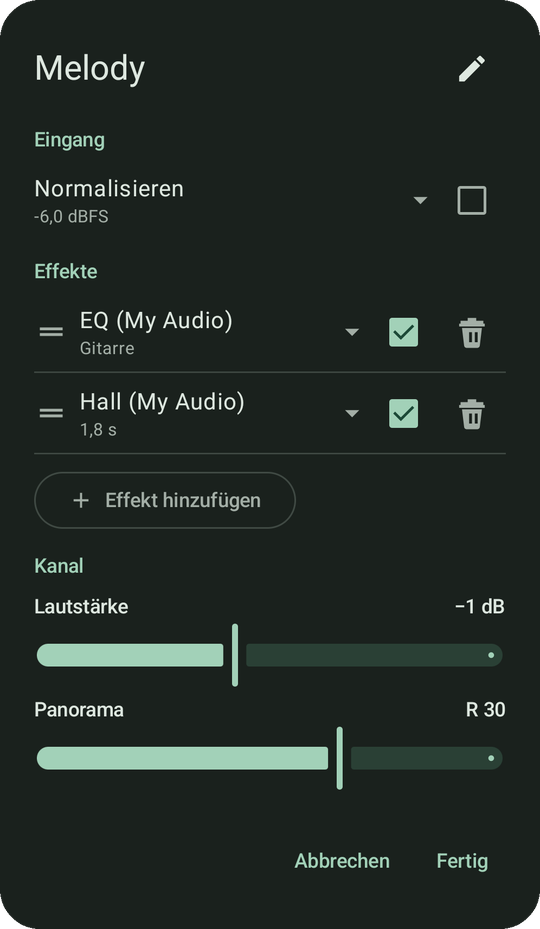 Melody
Eingang
Normalisieren
-6,0 dBFS
Effekte
EQ (My Audio)
Gitarre
Hall (My Audio)
1,8 s
Effekt hinzufügen
Kanal
Lautstärke −1 dB
Panorama R 30
Abbrechen Fertig